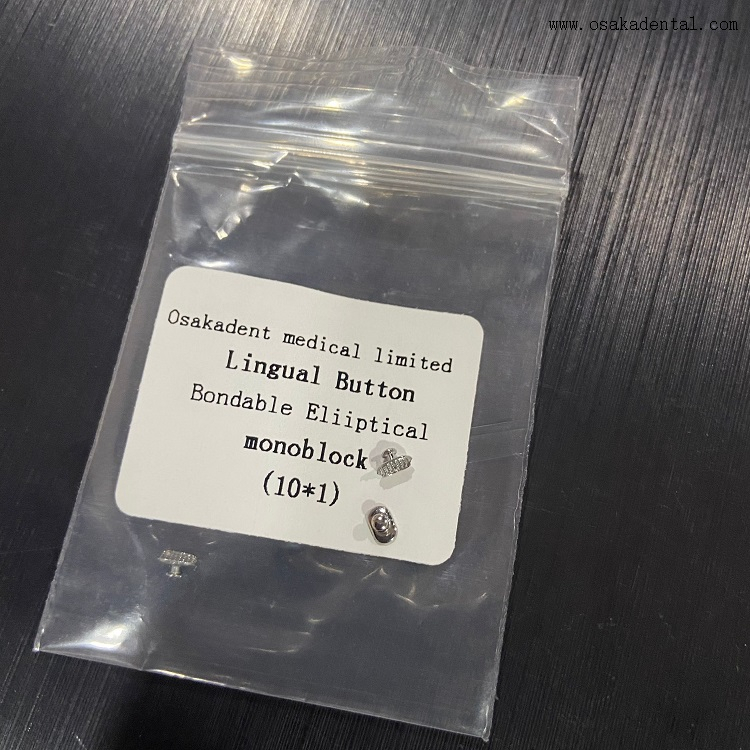 www.osakadental.com
Osakadent medical limited
Lingual Button
Bondable Eliiptical
monoblock
(10*1)